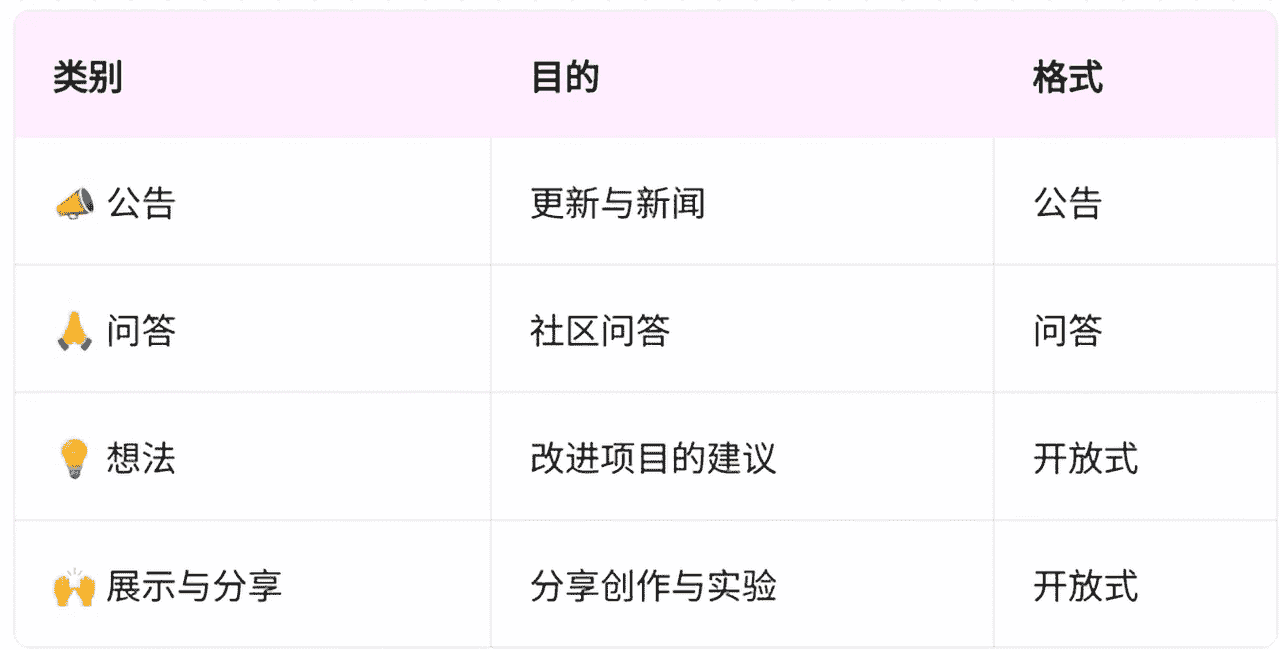 类别 目的 格式
📣 公告 更新与新闻 公告
🙏 问答 社区问答 问答
💡 想法 改进项目的建议 开放式
🙌 展示与分享 分享创作与实验 开放式